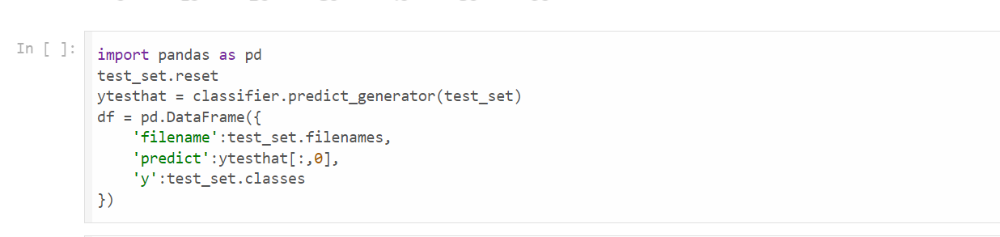 In [ ]:
import pandas as pd
test_set.reset
ytesthat = classifier.predict_generator(test_set)
df = pd.DataFrame({
    'filename':test_set.filenames,
    'predict':ytesthat[:,0],
    'y':test_set.classes
})